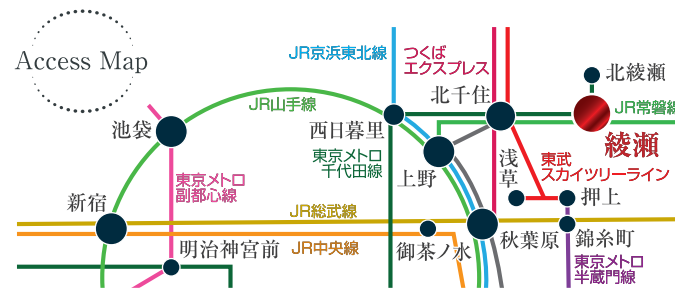 Access Map
JR京浜東北線
つくば
エクスプレス
北千住
北綾瀬
JR山手線
JR常磐線
池袋
西日暮里
綾瀬
東京メトロ
千代田線
上野
浅草
東武
スカイツリーライン
東京メトロ
副都心線
押上
新宿
JR総武線
JR中央線
明治神宮前
御茶ノ水
秋葉原
錦糸町
東京メトロ
半蔵門線